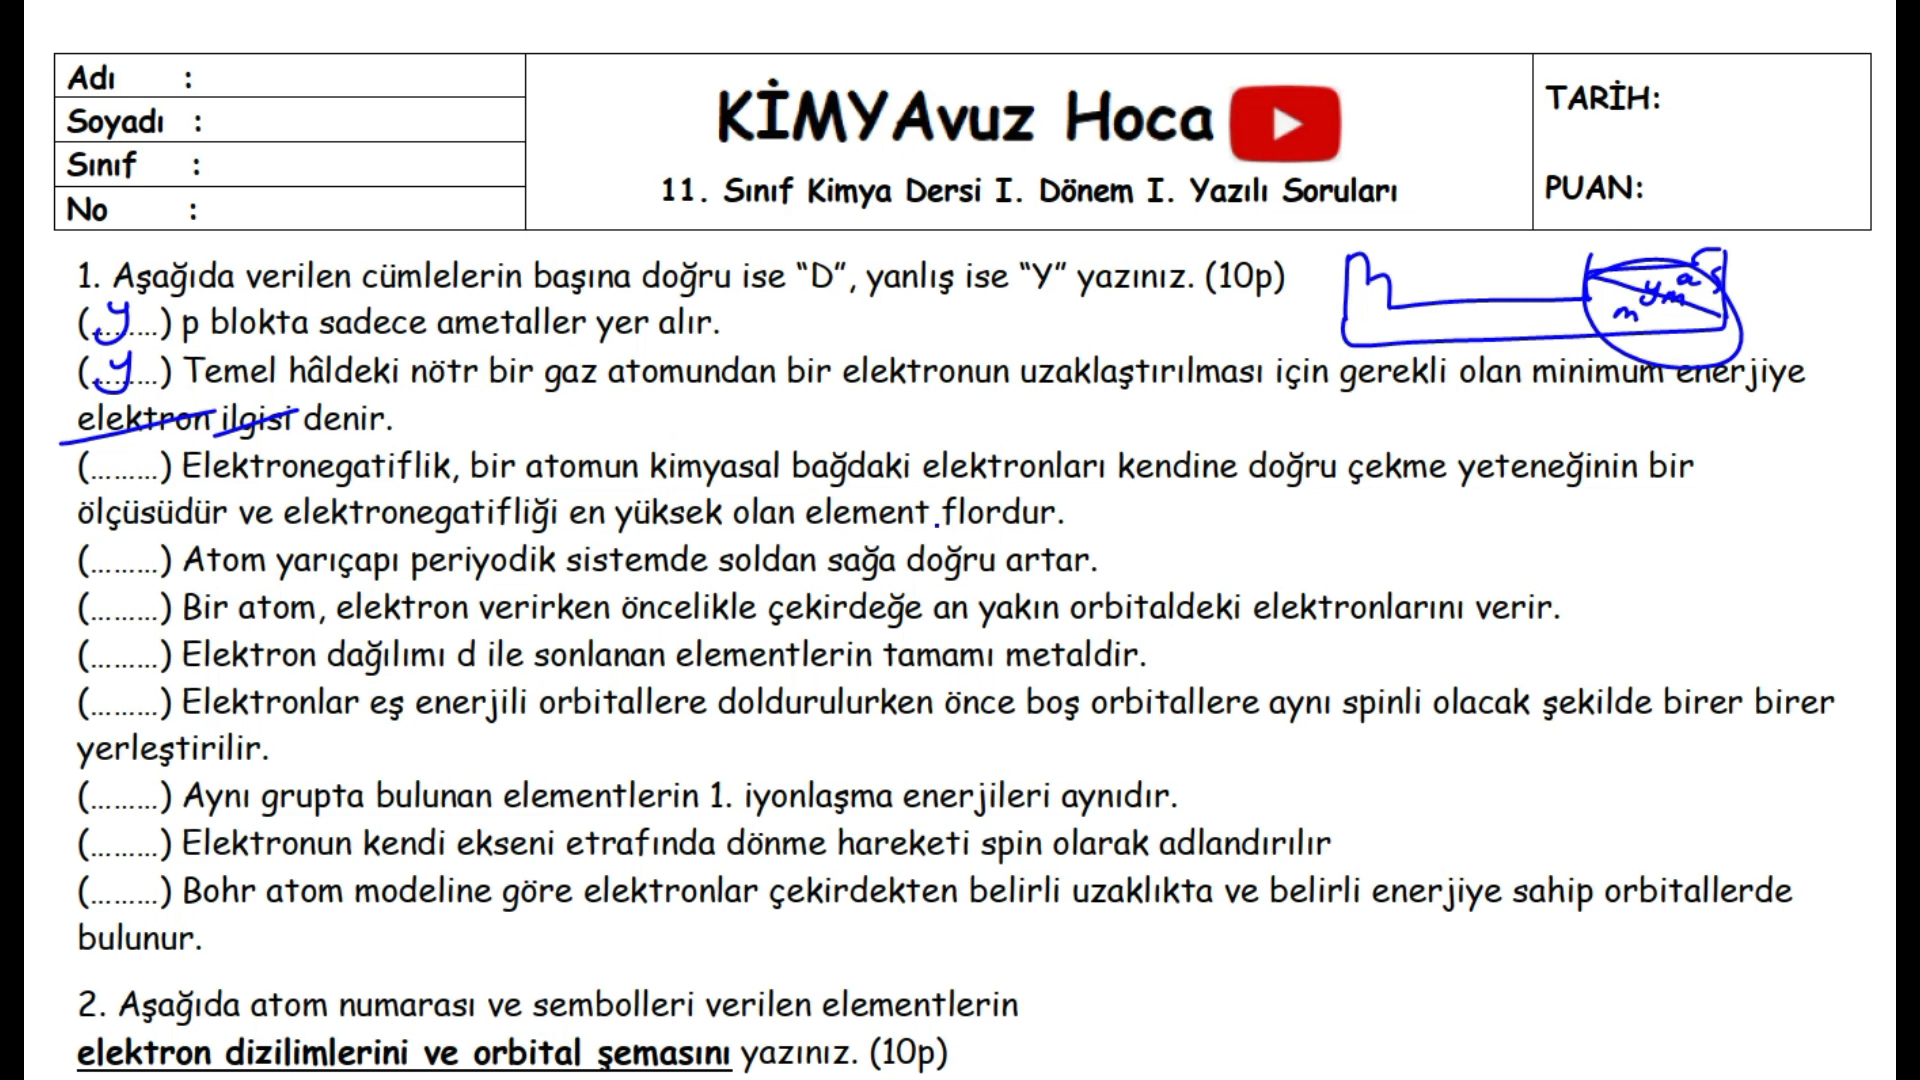 Adı :
Soyadı :
Sınıf :
No :
KİMYAvuz Hoca
11. Sınıf Kimya Dersi I. Dönem I. Yazılı Soruları
TARİH:
PUAN:
1. Aşağıda verilen cümlelerin başına doğru ise “D”, yanlış ise “Y” yazınız. (10p)
(...y......) p blokta sadece ametaller yer alır.
(...y......) Temel hâldeki nötr bir gaz atomundan bir elektronun uzaklaştırılması için gerekli olan minimum enerjiye
elektron ilgisi denir.
(.........) Elektronegatiflik, bir atomun kimyasal bağdaki elektronları kendine doğru çekme yeteneğinin bir
ölçüsüdür ve elektronegatifliği en yüksek olan element flordur.
(.........) Atom yarıçapı periyodik sistemde soldan sağa doğru artar.
(.........) Bir atom, elektron verirken öncelikle çekirdeğe an yakın orbitaldeki elektronlarını verir.
(.........) Elektron dağılımı d ile sonlanan elementlerin tamamı metaldir.
(.........) Elektronlar eş enerjili orbitallere doldurulurken önce boş orbitallere aynı spinli olacak şekilde birer birer
yerleştirilir.
(.........) Aynı grupta bulunan elementlerin 1. iyonlaşma enerjileri aynıdır.
(.........) Elektronun kendi ekseni etrafında dönme hareketi spin olarak adlandırılır
(.........) Bohr atom modeline göre elektronlar çekirdekten belirli uzaklıkta ve belirli enerjiye sahip orbitallerde
bulunur.
2. Aşağıda atom numarası ve sembolleri verilen elementlerin
elektron dizilimlerini ve orbital şemasını yazınız. (10p)
m ym a